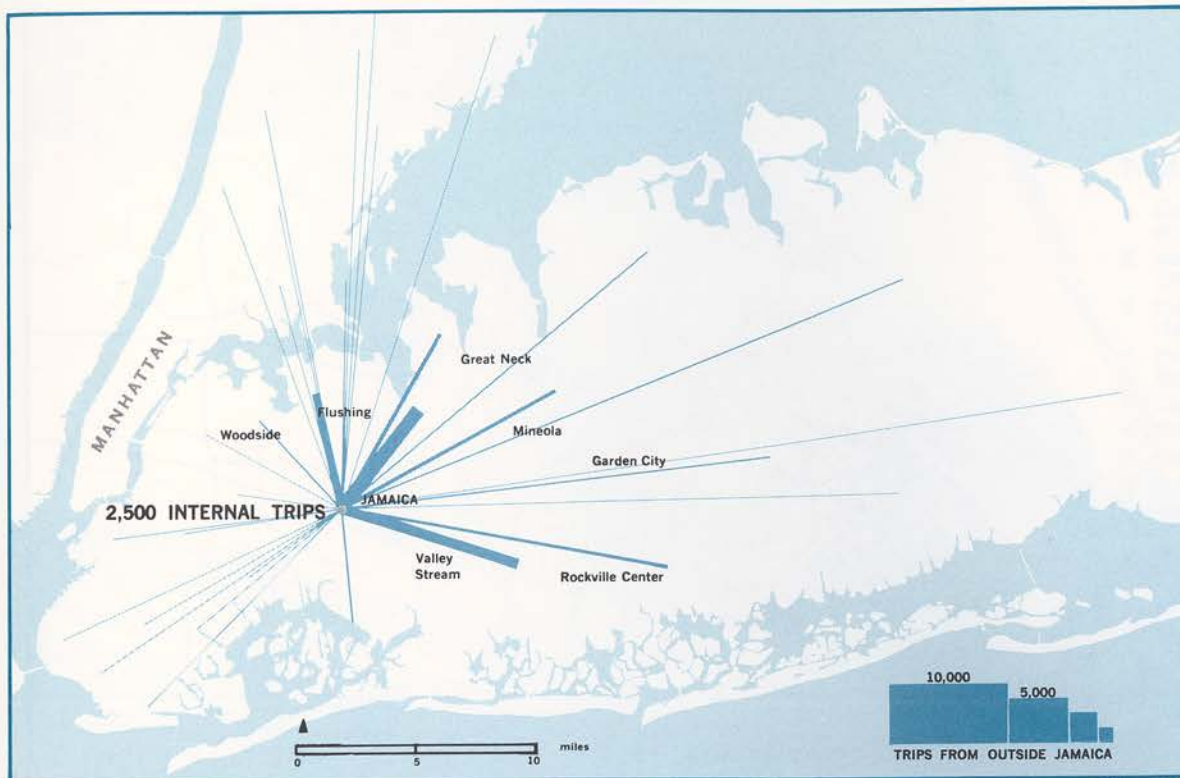 MANHATTAN
Great Neck
Flushing
Mineola
Woodside
Garden City
JAMAICA
2,500 INTERNAL TRIPS
Valley
Stream
Rockville Center
10,000
5,000
TRIPS FROM OUTSIDE JAMAICA
miles
0 5 10